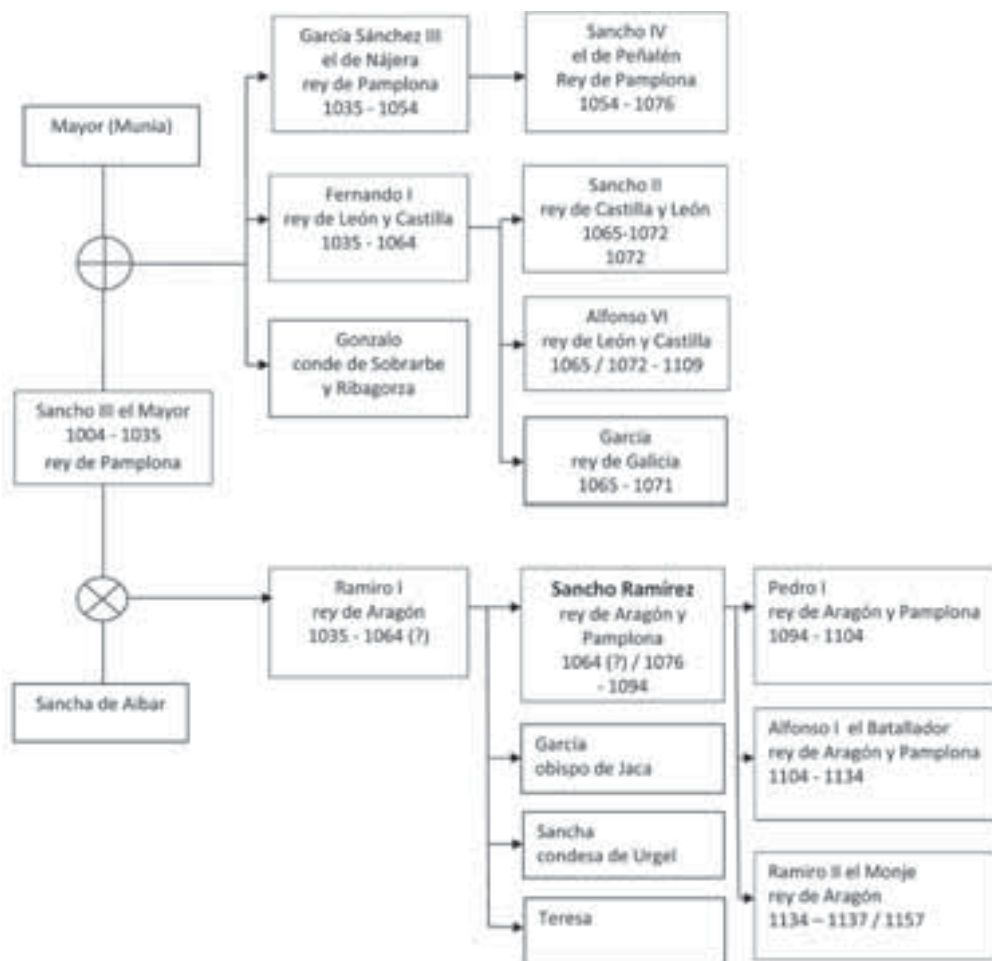 García Sánchez III
el de Nájera
rey de Pamplona
1035 - 1054
Sancho IV
el de Peñalén
Rey de Pamplona
1054 - 1076
Mayor (Munia)
Fernando I
rey de León y Castilla
1035 - 1064
Sancho II
rey de Castilla y León
1065-1072
1072
Alfonso VI
rey de León y Castilla
1065 / 1072 - 1109
Gonzalo
conde de Sobrarbe
y Ribagorza
Sancho III el Mayor
1004 - 1035
rey de Pamplona
García
rey de Galicia
1065 - 1071
Ramiro I
rey de Aragón
1035 - 1064 (?)
Sancho Ramírez
rey de Aragón y
Pamplona
1064 (?) / 1076
- 1094
Pedro I
rey de Aragón y Pamplona
1094 - 1104
Sancha de Aibar
García
obispo de Jaca
Alfonso I el Batallador
rey de Aragón y Pamplona
1104 - 1134
Sancha
condesa de Urgel
Ramiro II el Monje
rey de Aragón
1134 – 1137 / 1157
Teresa